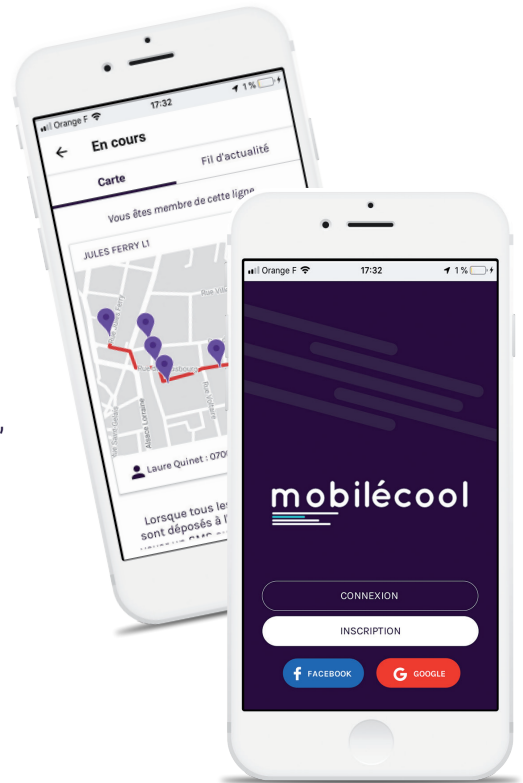 Orange F 17:32 1 %
En cours
Carte Fil d'actualité
Vous êtes membre de cette ligne
JULES FERRY L1
Rue Jules Ferry
Alsace Lorraine
Laure Quinet : 070
Lorsque tous les
sont déposés à l'
Orange F 17:32 1 %
mobilécool
CONNEXION
INSCRIPTION
f FACEBOOK
G GOOGLE